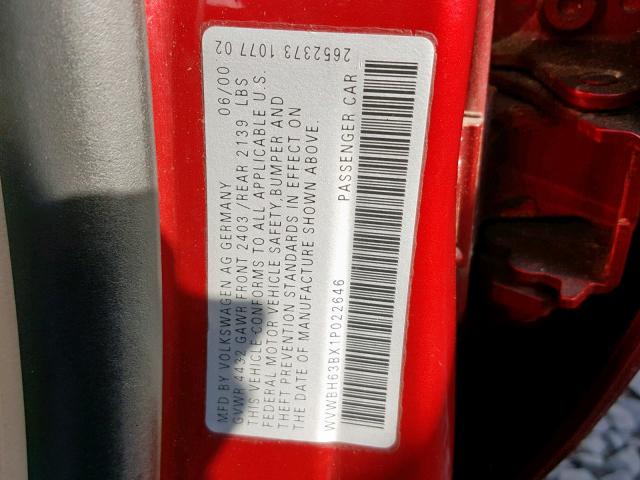 MFD BY VOLKSWAGEN AG GERMANY 06/00
GVWR 4432 GAWR FRONT 2403 /REAR 2139 LBS
THIS VEHICLE CONFORMS TO ALL APPLICABLE U.S.
FEDERAL MOTOR VEHICLE SAFETY,BUMPER AND
THEFT PREVENTION STANDARDS IN EFFECT ON
THE DATE OF MANUFACTURE SHOWN ABOVE.
WVWBH63BX1P022646 PASSENGER CAR
2652373 1077 02